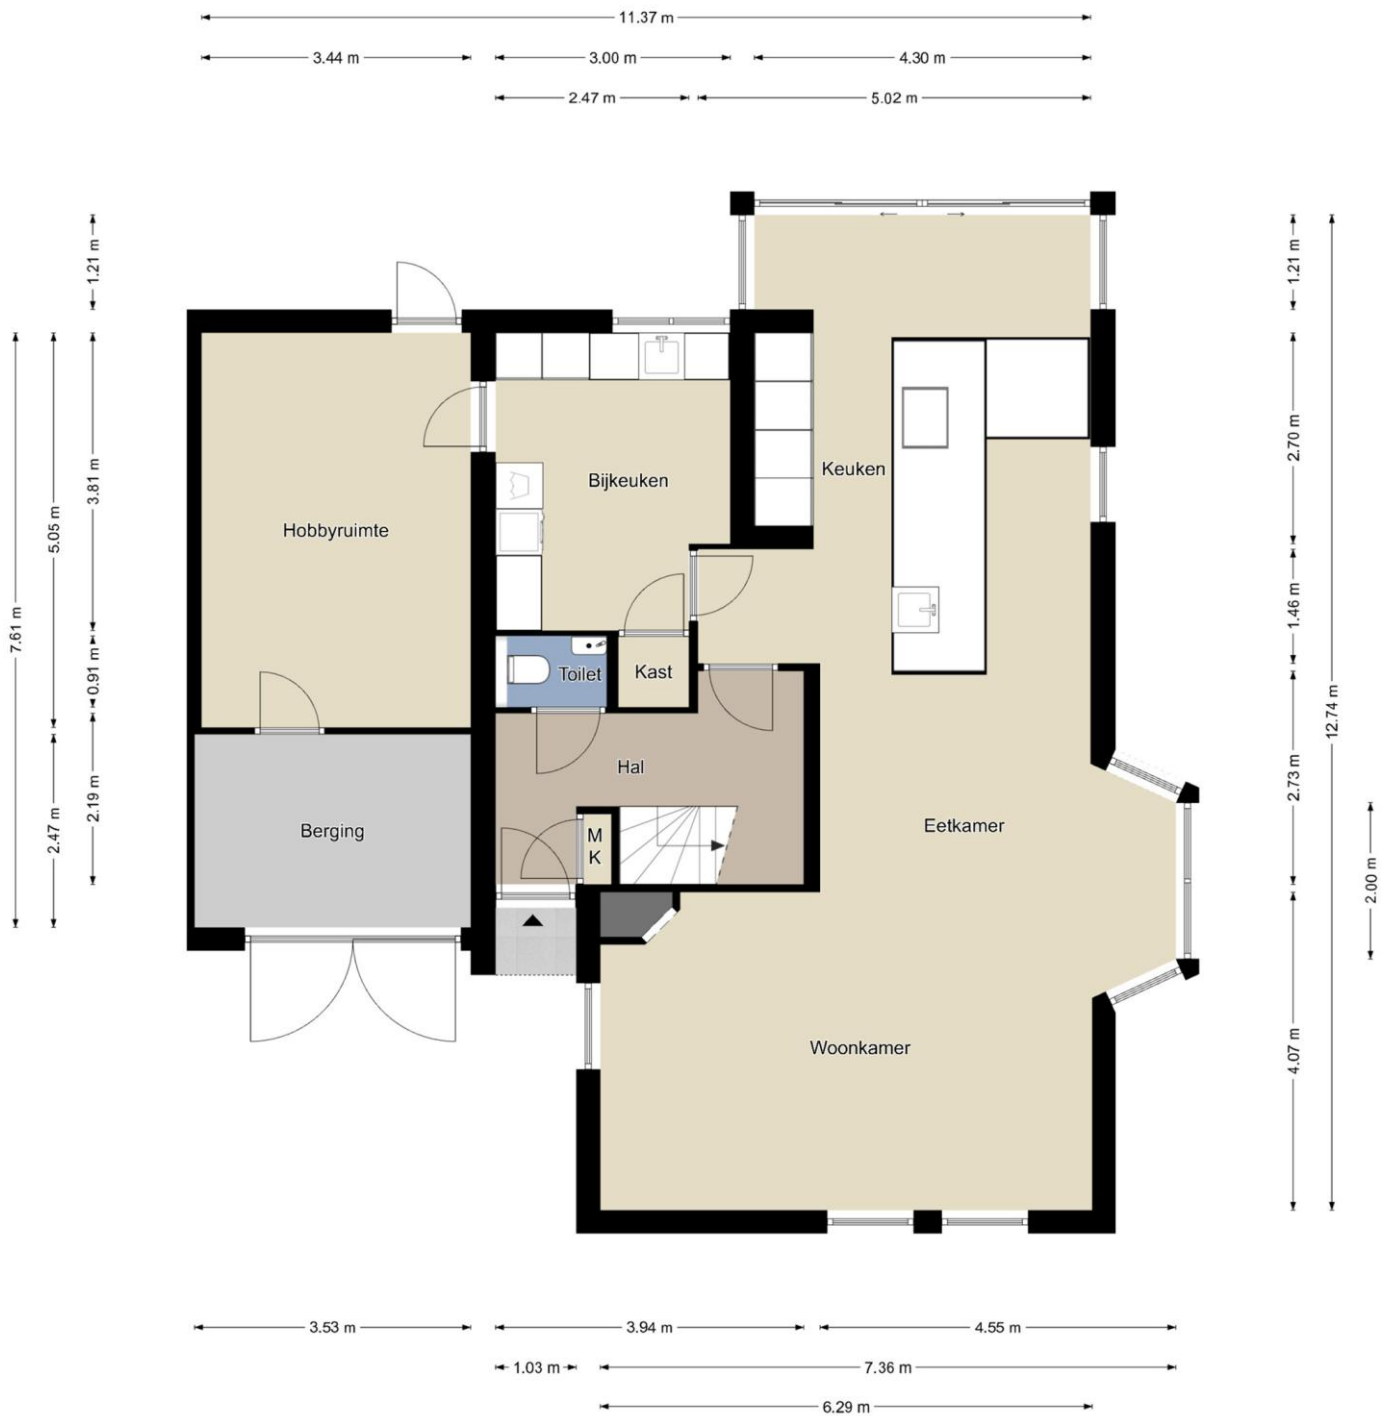 11.37 m
3.44 m
3.00 m
4.30 m
2.47 m
5.02 m
1.21 m
1.21 m
7.61 m
5.05 m
3.81 m
0.91 m
2.19 m
2.47 m
2.70 m
1.46 m
2.73 m
4.07 m
12.74 m
2.00 m
Keuken
Bijkeuken
Hobbyruimte
Toilet
Kast
Hal
Berging
M
K
Eetkamer
Woonkamer
3.53 m
3.94 m
4.55 m
1.03 m
7.36 m
6.29 m